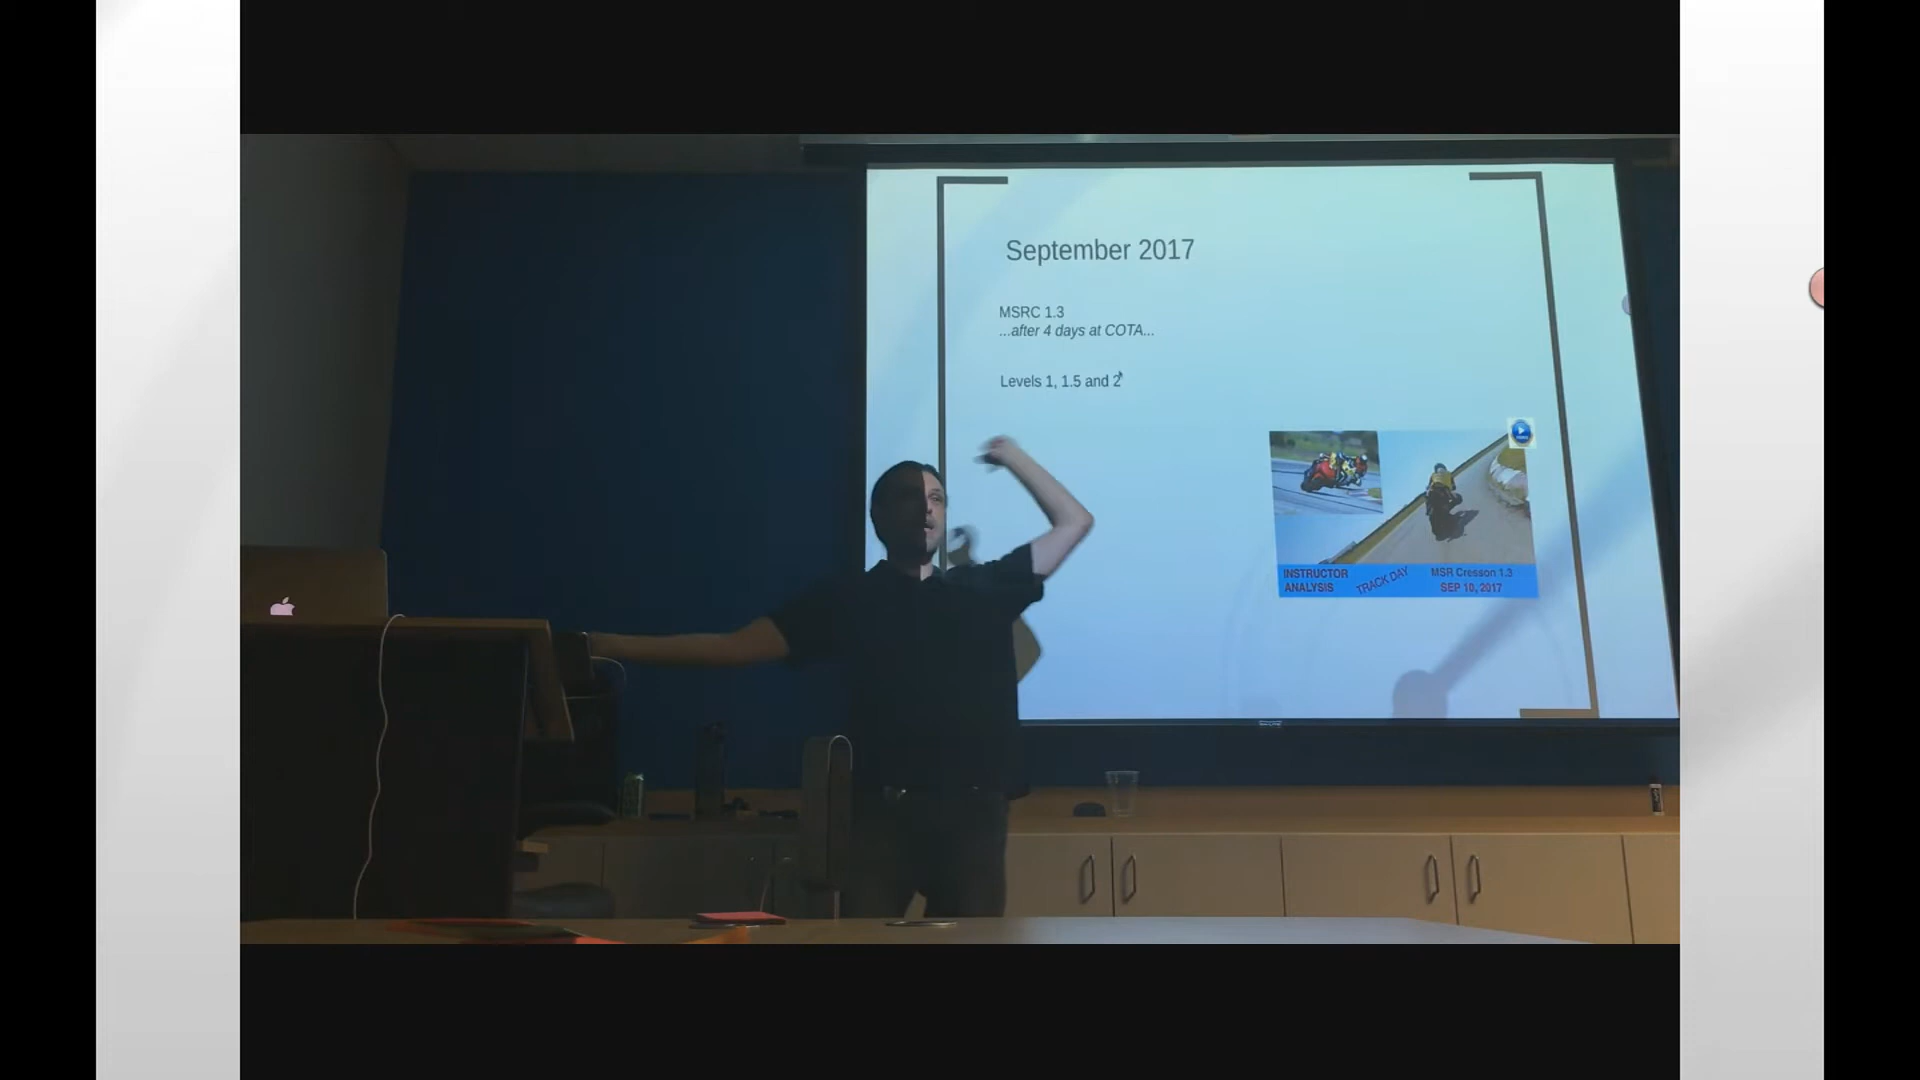 September 2017
MSRC 1.3
...after 4 days at COTA...
Levels 1, 1.5 and 2
INSTRUCTOR
ANALYSIS
TRACK DAY
MSR Cresson 1.3
SEP 10, 2017